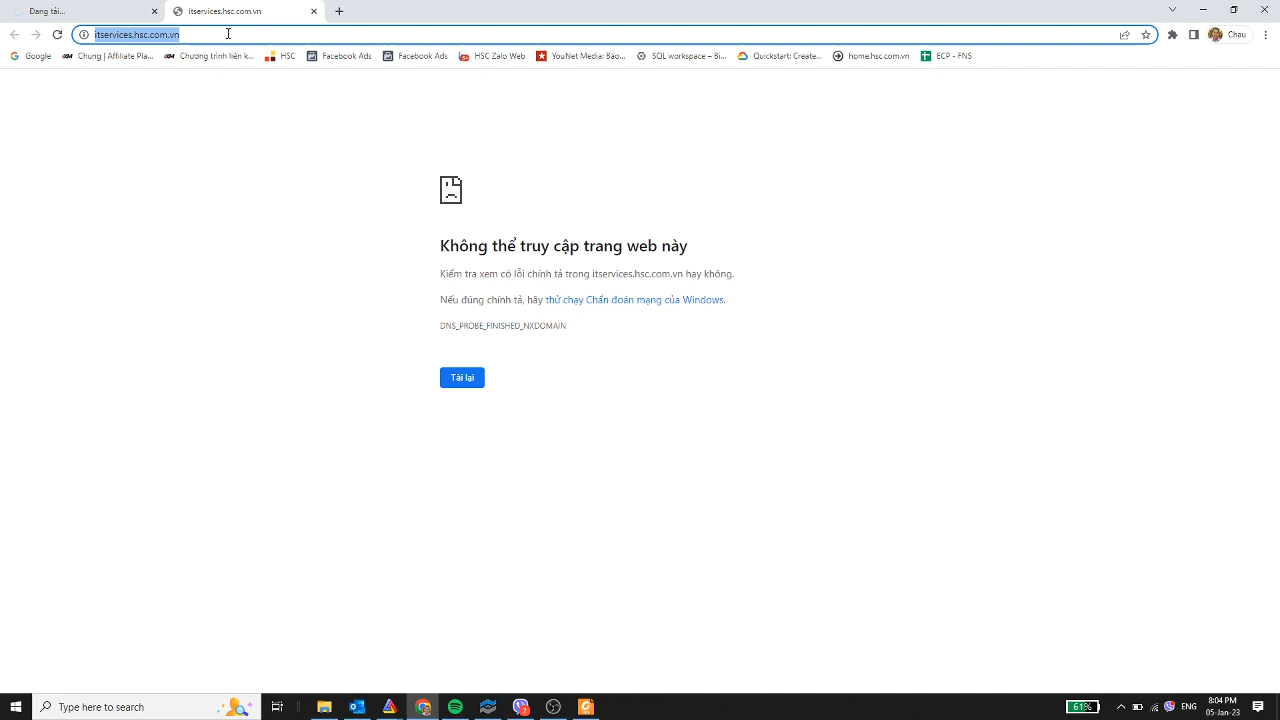 Đang tải...
itservices.hsc.com.vn
itservices.hsc.com.vn
Chau
Google
Chung | Affiliate Pla...
Chương trình liên k...
HSC
Facebook Ads
Facebook Ads
HSC Zalo Web
YouNet Media: Báo...
SQL workspace – Bi...
Quickstart: Create...
home.hsc.com.vn
ECP - FNS
Không thể truy cập trang web này
Kiểm tra xem có lỗi chính tả trong itservices.hsc.com.vn hay không.
Nếu đúng chính tả, hãy thử chạy Chẩn đoán mạng của Windows.
DNS_PROBE_FINISHED_NXDOMAIN
Tải lại
Type here to search
61%
ENG
8:04 PM
05-Jan-23